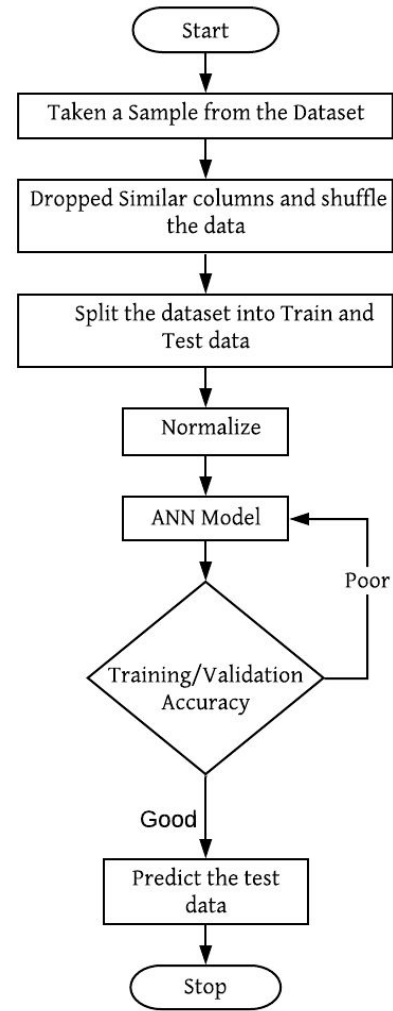 Start
Taken a Sample from the Dataset
Dropped Similar columns and shuffle
the data
Split the dataset into Train and
Test data
Normalize
ANN Model
Poor
Training/Validation
Accuracy
Good
Predict the test
data
Stop